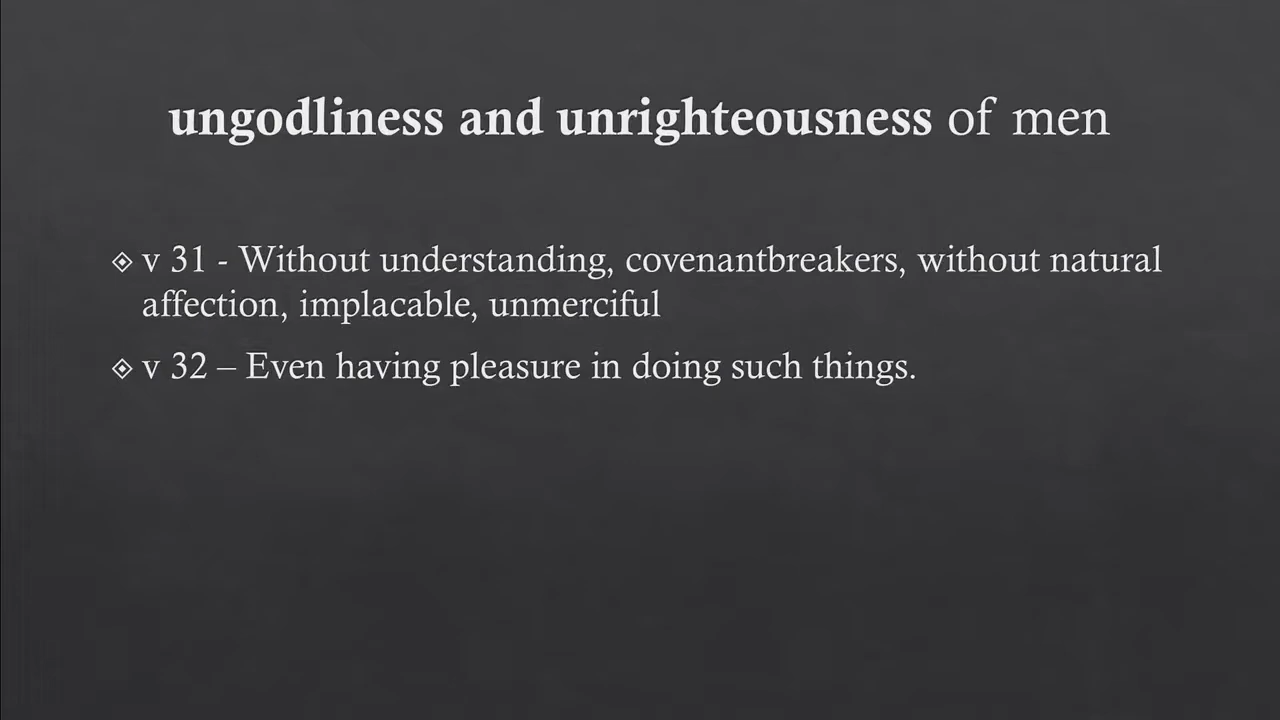 ungodliness and unrighteousness of men
v 31 - Without understanding, covenantbreakers, without natural
affection, implacable, unmerciful
v 32 – Even having pleasure in doing such things.